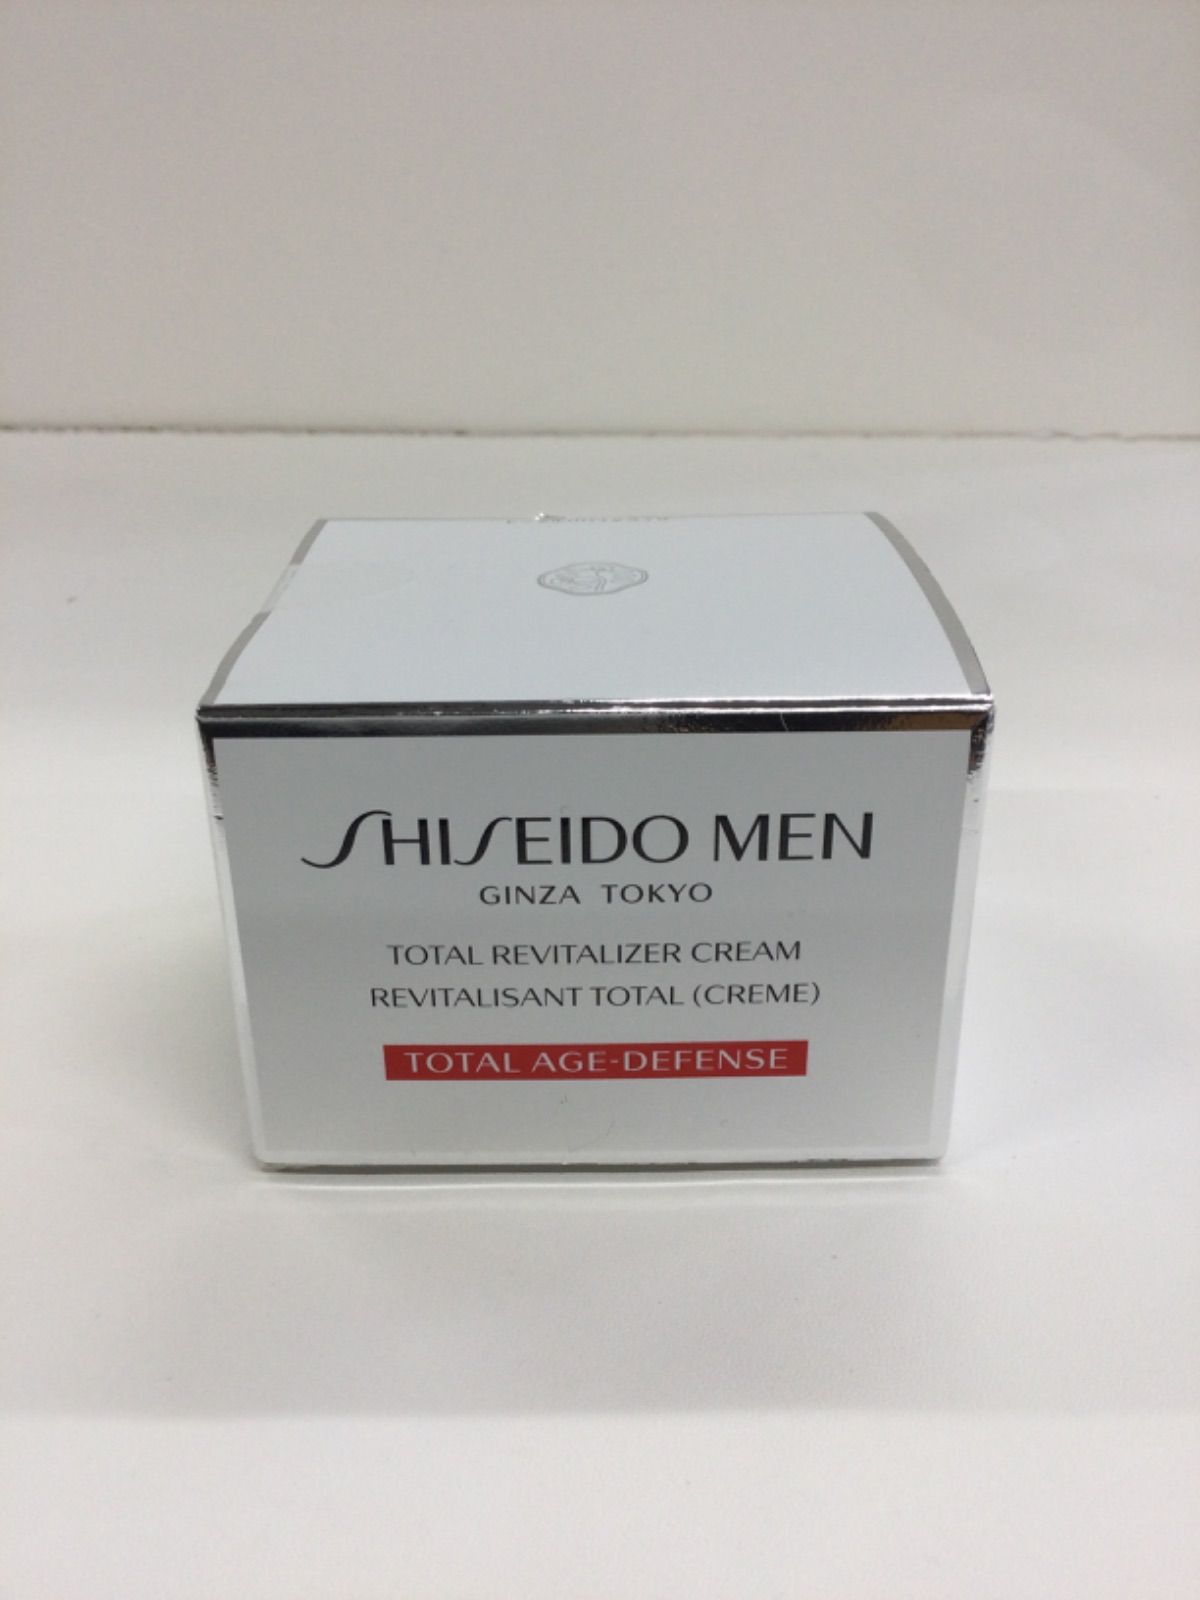 SHISEIDO MEN
GINZA TOKYO
TOTAL REVITALIZER CREAM
REVITALISANT TOTAL (CREME)
TOTAL AGE-DEFENSE